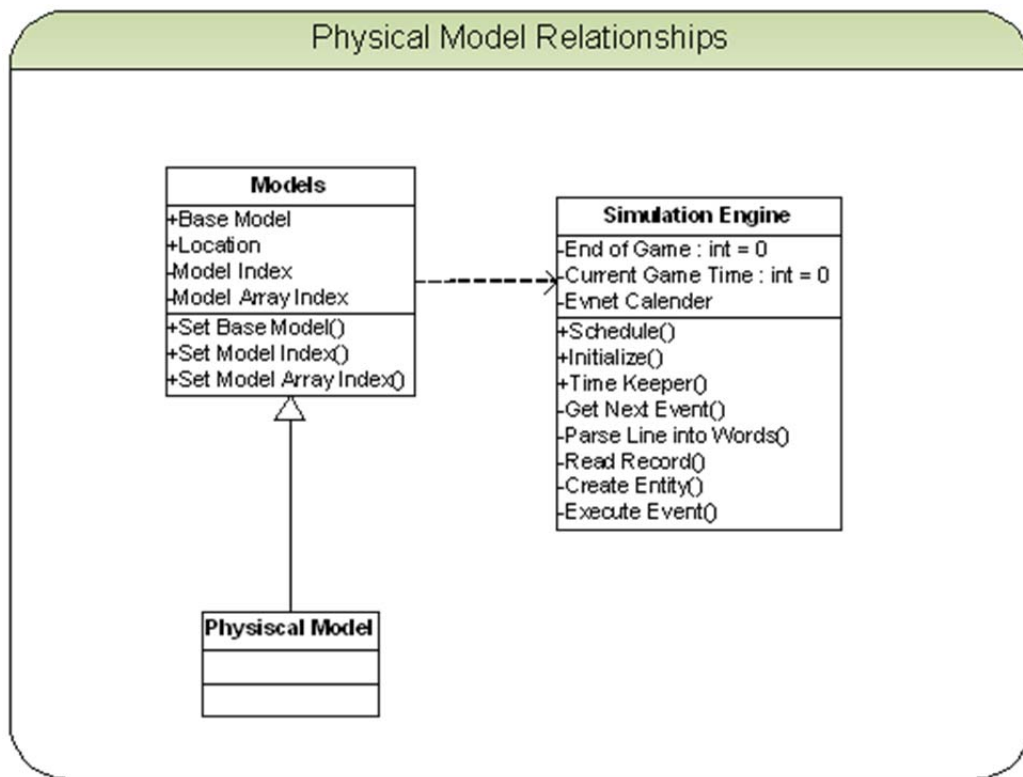 Physical Model Relationships
Models
+Base Model
+Location
-Model Index
-Model Array Index
+Set Base Model()
+Set Model Index()
+Set Model Array Index()
Simulation Engine
-End of Game : int = 0
-Current Game Time : int = 0
-Evnet Calender
+Schedule()
+Initialize()
+Time Keeper()
-Get Next Event()
-Parse Line into Words()
-Read Record()
-Create Entity()
-Execute Event()
Physiscal Model